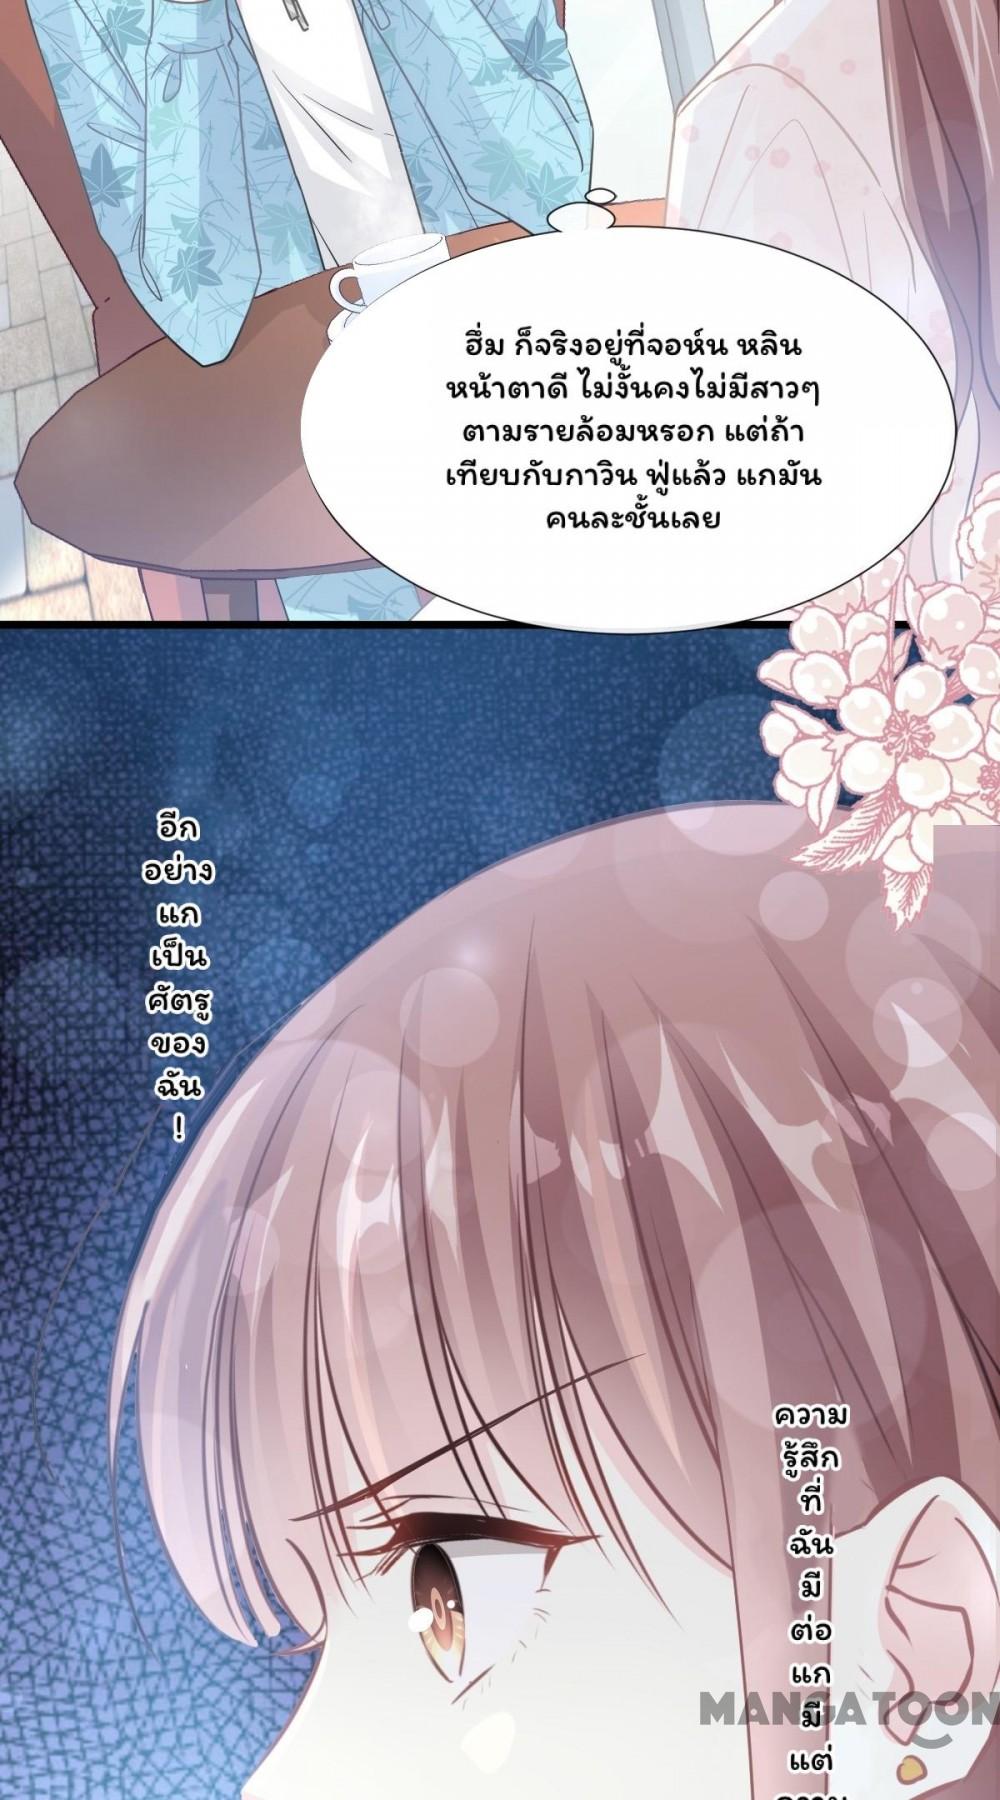 ฮึ่ม ก็จริงอยู่ที่จอห์น หลิน
หน้าตาดี ไม่งั้นคงไม่มีสาวๆ
ตามรายล้อมหรอก แต่ถ้า
เทียบกับกาวิน ฟู่แล้ว แกมัน
คนละชั้นเลย
อีก
อย่าง
แก
เป็น
ศัตรู
ของ
ฉัน
!
ความ
รู้สึก
ที่
ฉัน
มี
ต่อ
แก
มี
แต่
MANGATOON